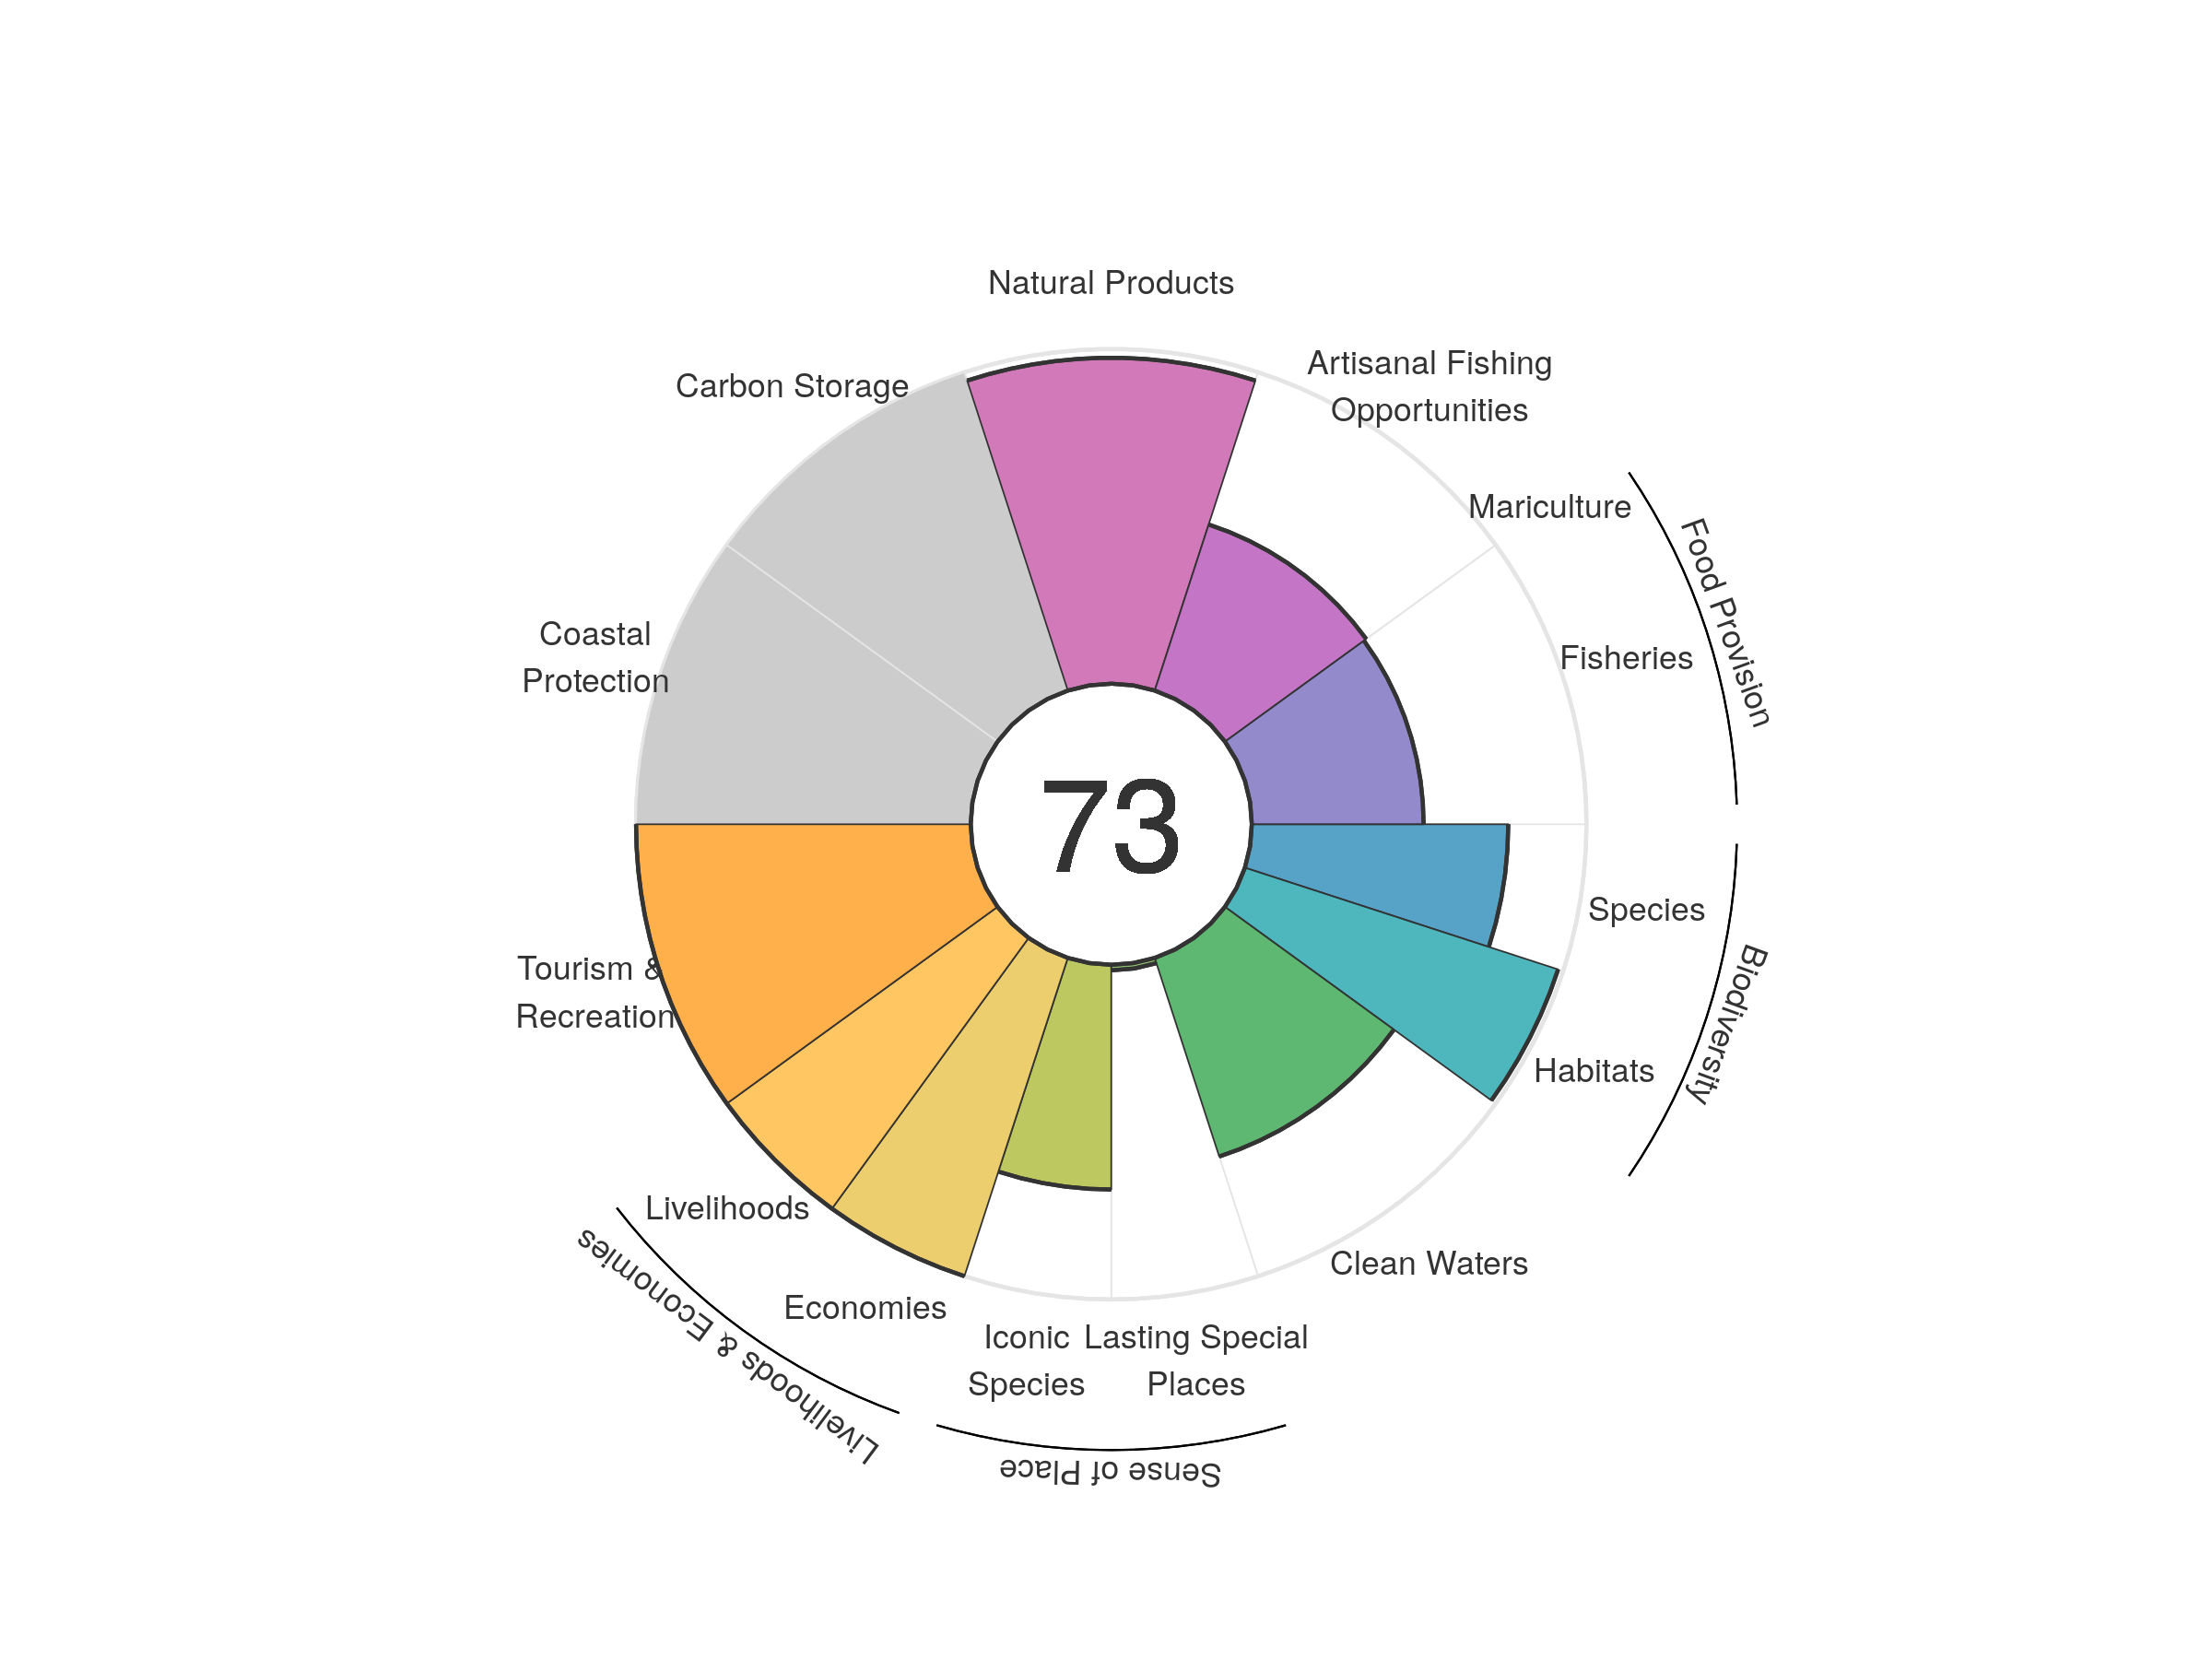 Natural Products
Artisanal Fishing
Opportunities
Carbon Storage
Mariculture
Food Provision
Coastal
Protection
Fisheries
73
Species
Biodiversity
Tourism &
Recreation
Habitats
Livelihoods
Clean Waters
Economies
Livelihoods & Economies
Iconic
Species
Lasting Special
Places
Sense of Place